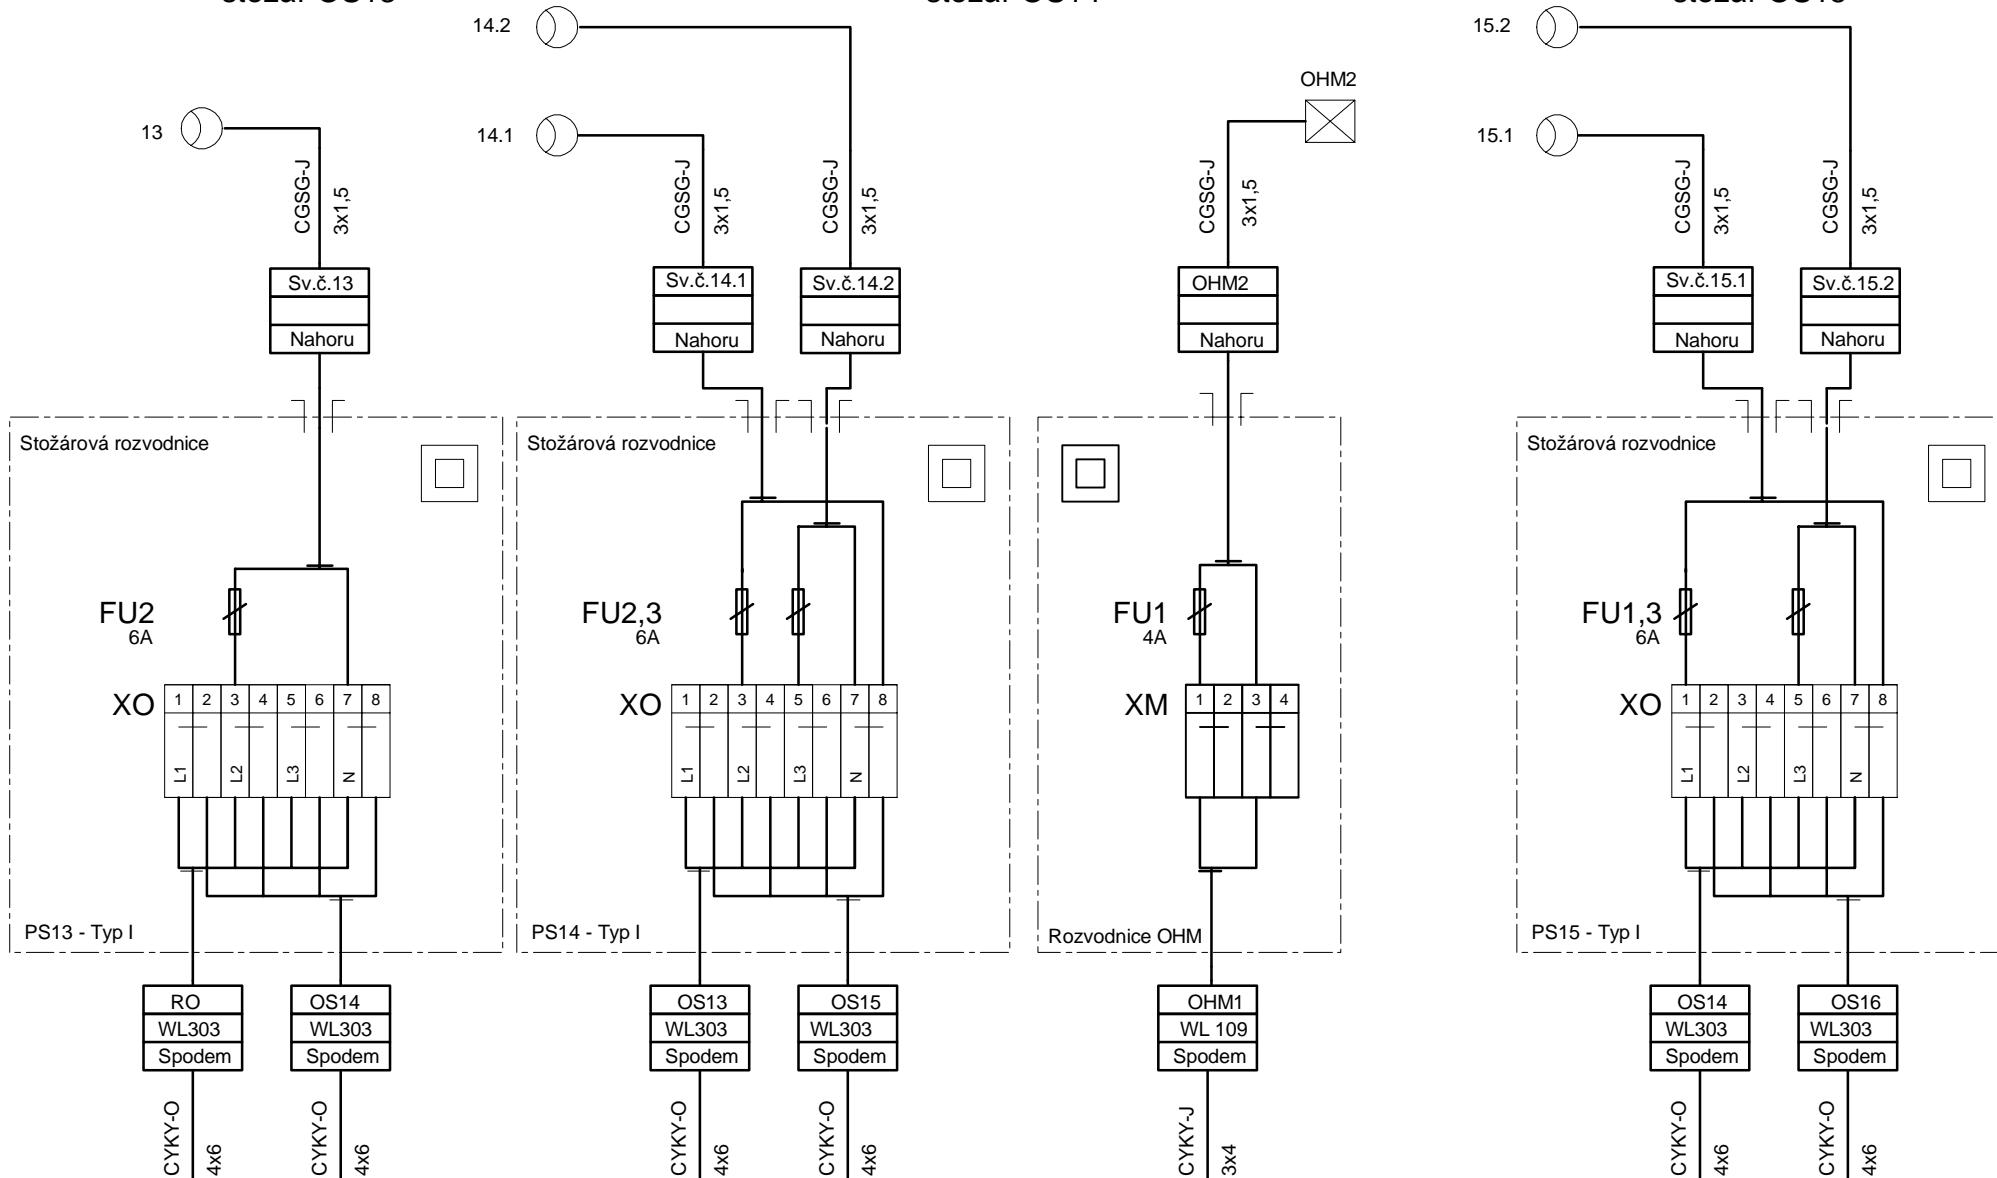 14.2
15.2
OHM2
13
14.1
15.1
CGSG-J
3x1,5
CGSG-J
3x1,5
CGSG-J
3x1,5
CGSG-J
3x1,5
CGSG-J
3x1,5
CGSG-J
3x1,5
Sv.č.13
Nahoru
Sv.č.14.1
Nahoru
Sv.č.14.2
Nahoru
OHM2
Nahoru
Sv.č.15.1
Nahoru
Sv.č.15.2
Nahoru
Stožárová rozvodnice
FU2
6A
XO
1 2 3 4 5 6 7 8
L1 L2 L3 N
PS13 - Typ I
Stožárová rozvodnice
FU2,3
6A
XO
1 2 3 4 5 6 7 8
L1 L2 L3 N
PS14 - Typ I
FU1
4A
XM
1 2 3 4
Rozvodnice OHM
Stožárová rozvodnice
FU1,3
6A
XO
1 2 3 4 5 6 7 8
L1 L2 L3 N
PS15 - Typ I
RO
WL303
Spodem
CYKY-O
4x6
OS14
WL303
Spodem
CYKY-O
4x6
OS13
WL303
Spodem
CYKY-O
4x6
OS15
WL303
Spodem
CYKY-O
4x6
OHM1
WL 109
Spodem
CYKY-J
3x4
OS14
WL303
Spodem
CYKY-O
4x6
OS16
WL303
Spodem
CYKY-O
4x6